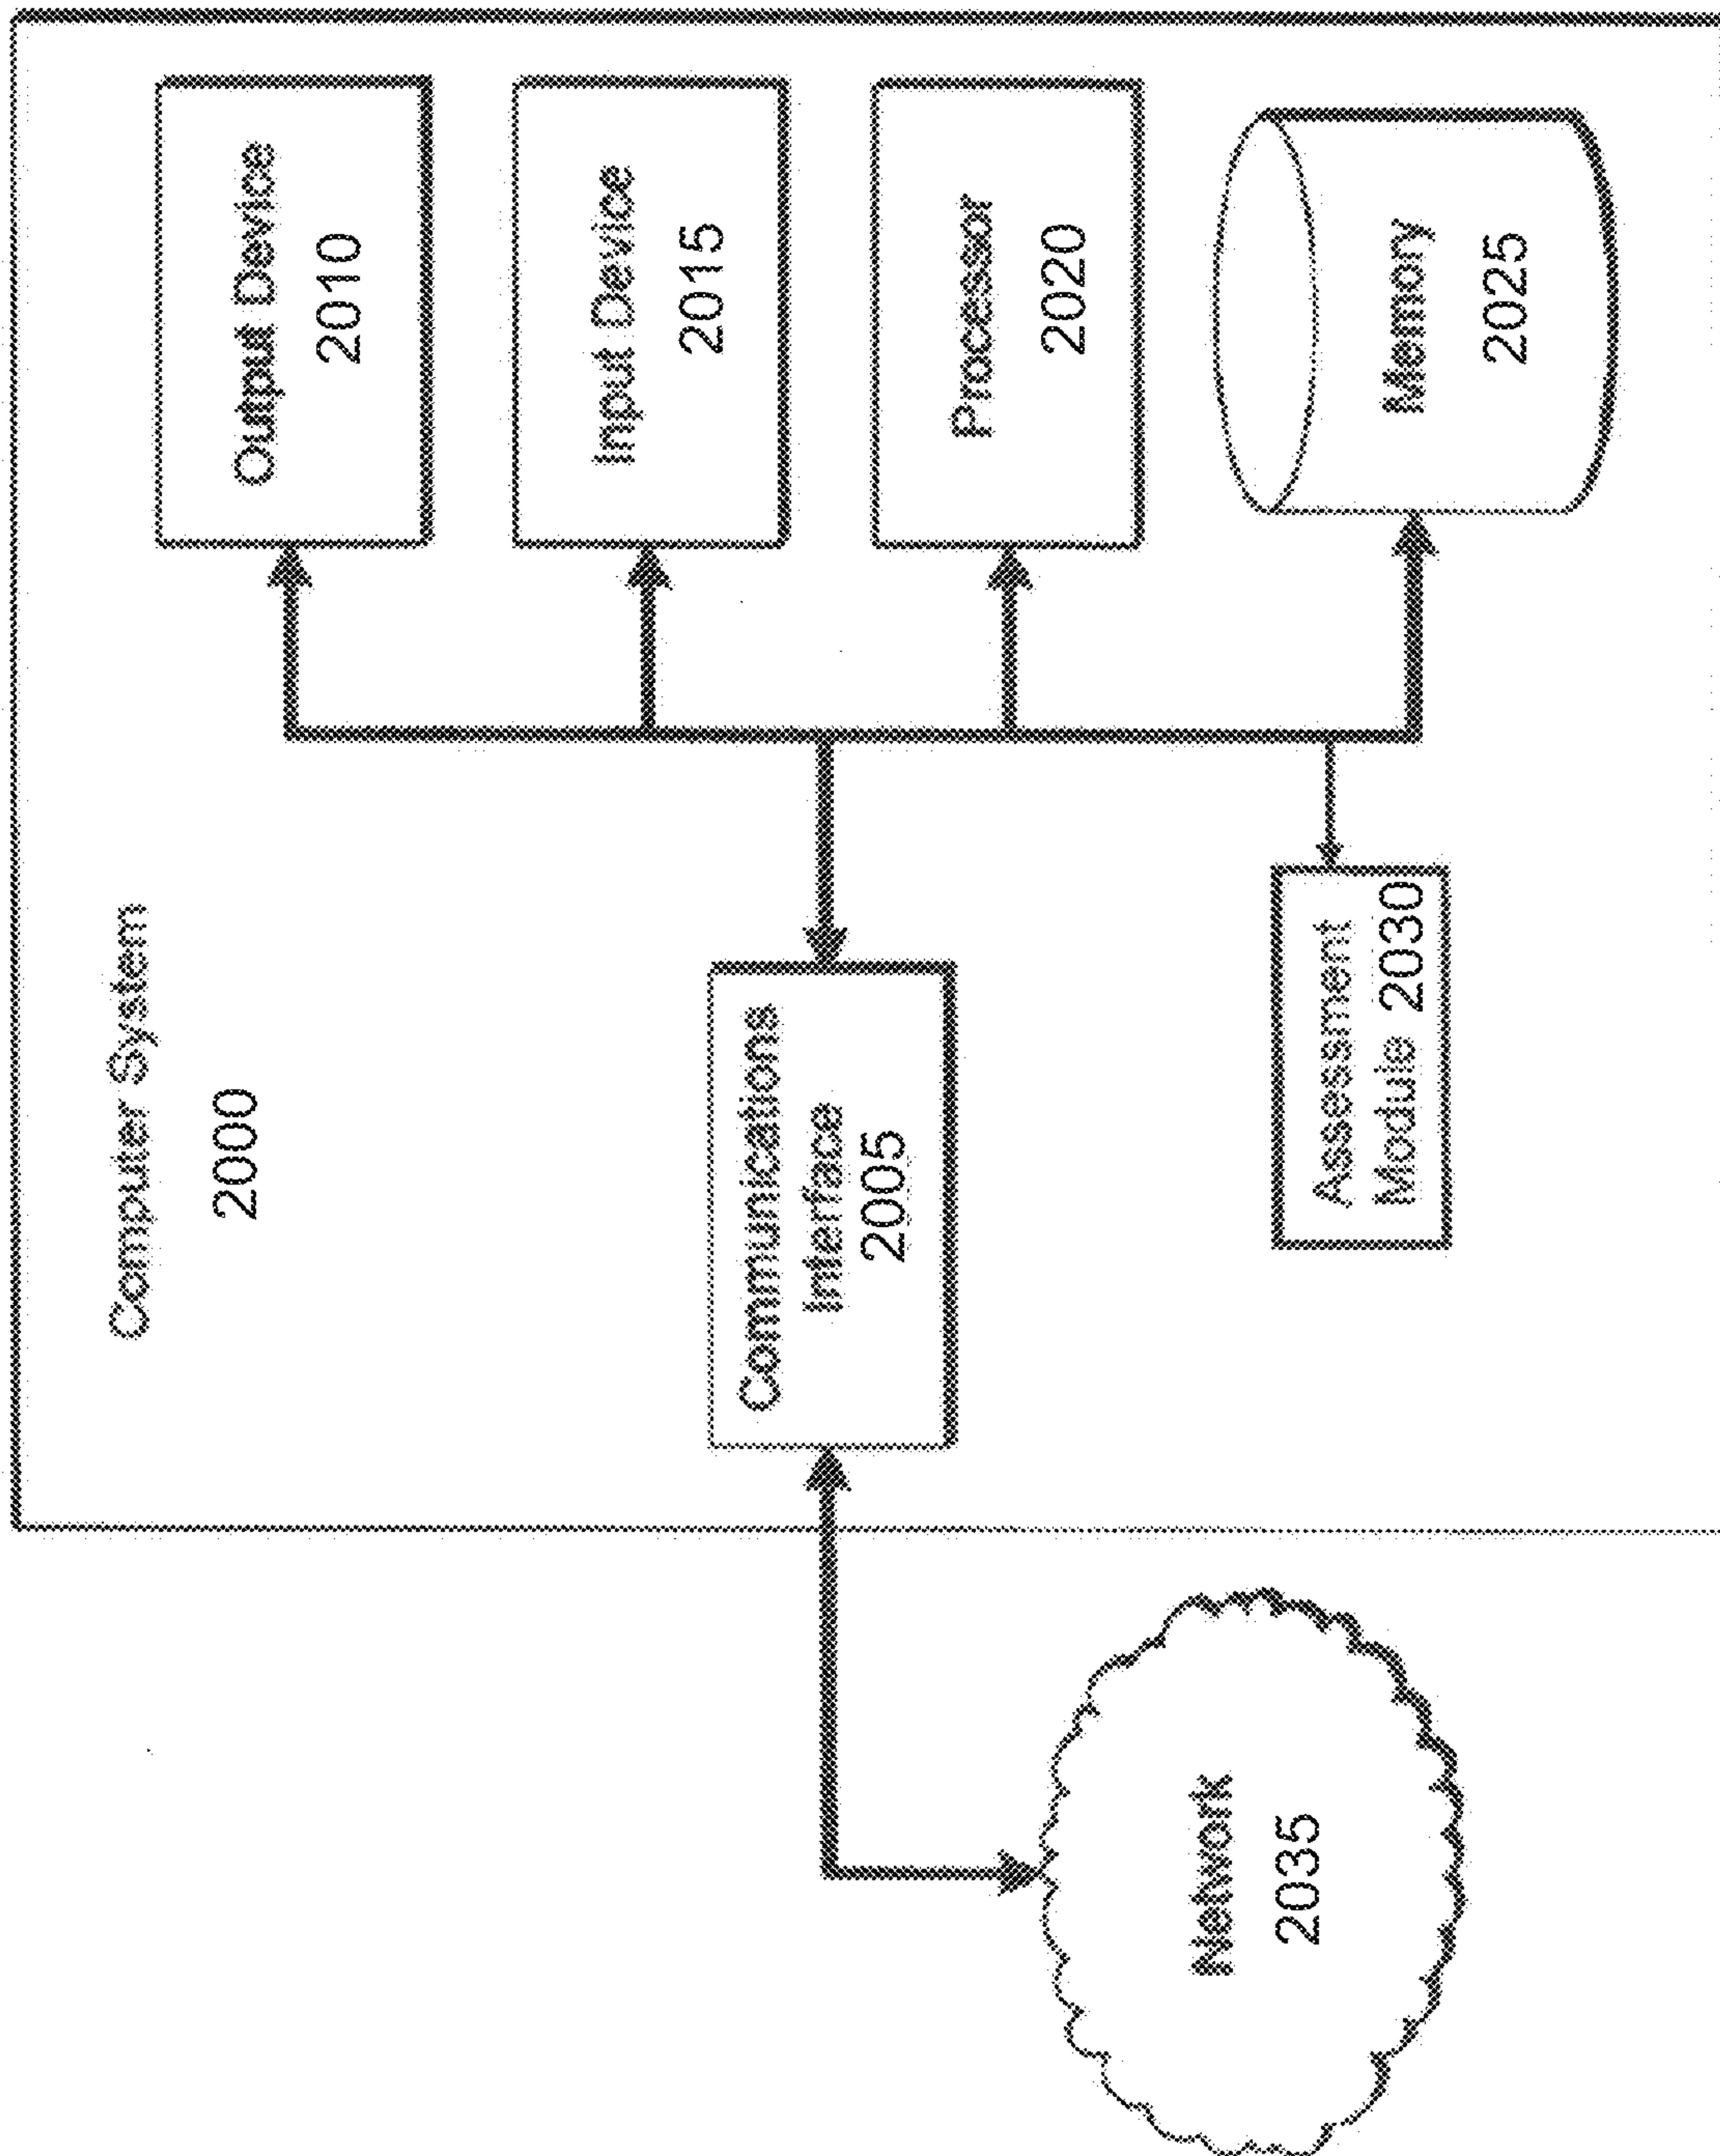 Computer System
2000
Output Device
2010
Input Device
2015
Communications
Interface
2005
Processor
2020
Assessment
Module 2030
Memory
2025
Network
2035